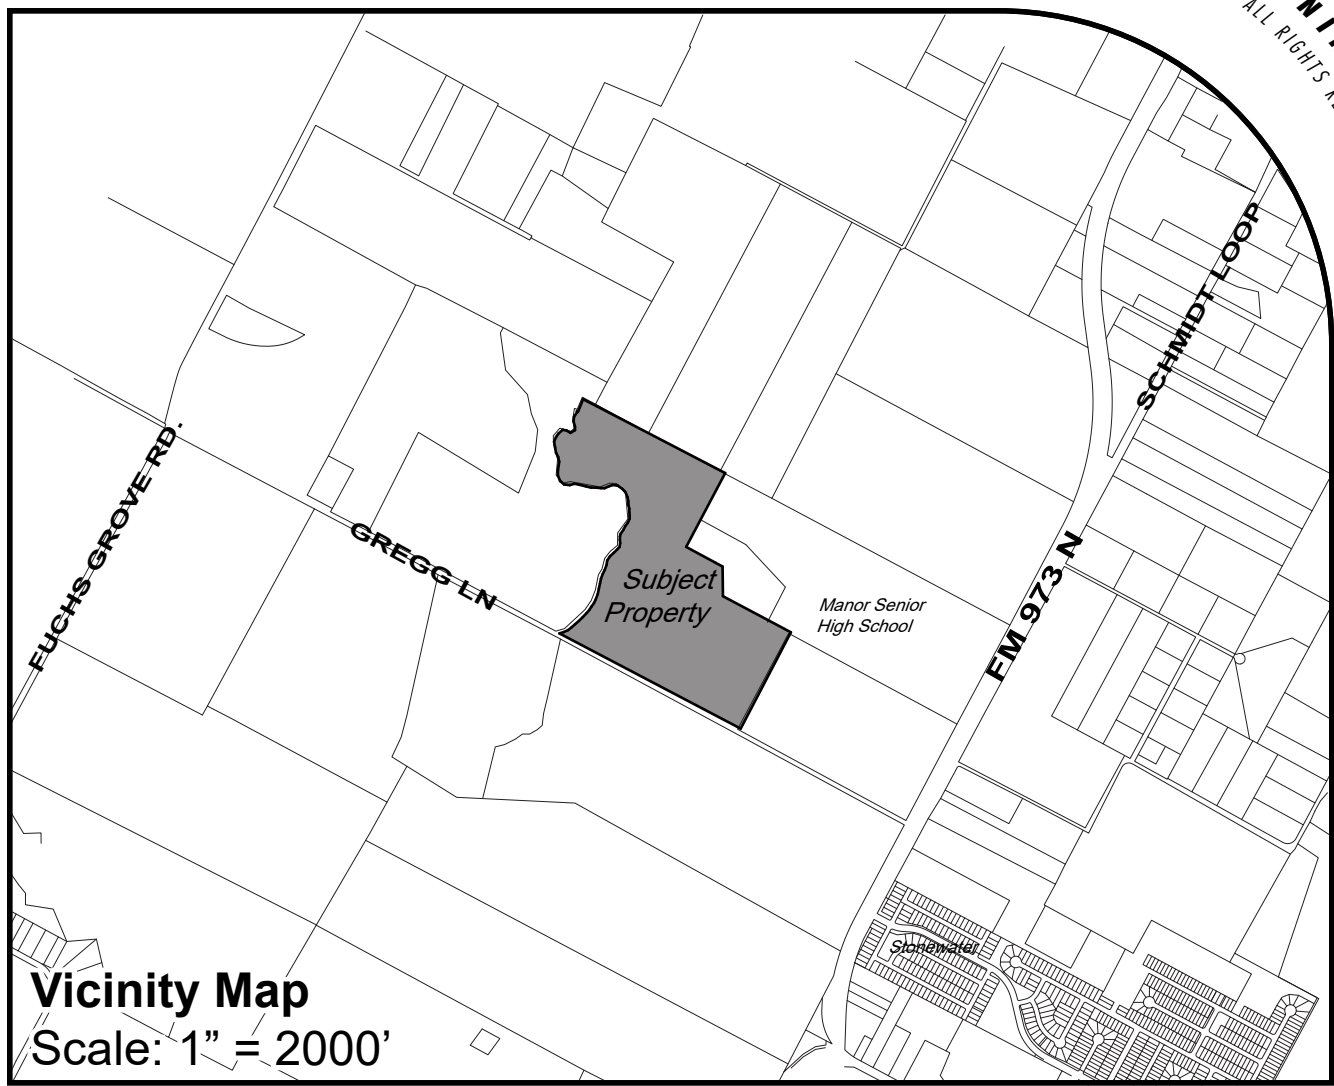 ALL RIGHTS
SCHMIDT LOOP
FUCHS GROVE RD.
GREGG LN
FM 973 N
Subject
Property
Manor Senior
High School
Stonewater
Vicinity Map
Scale: 1” = 2000’